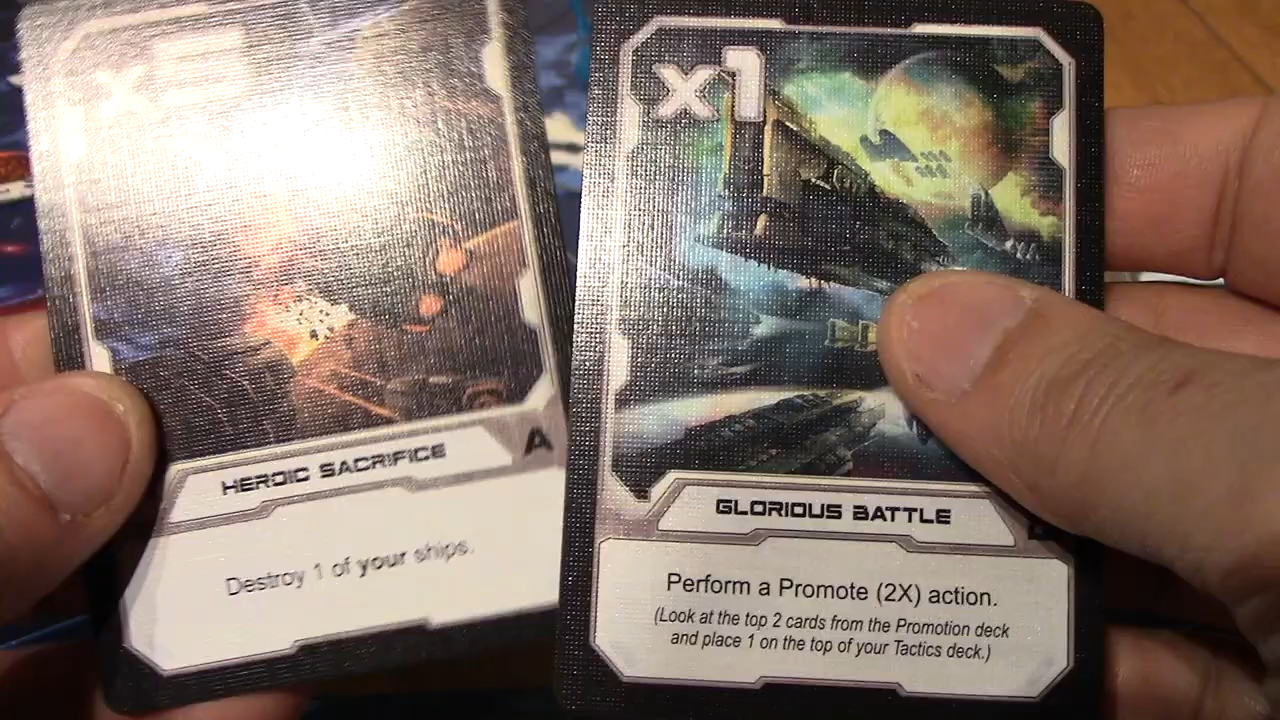 X
HEROIC SACRIFICE
A
Destroy 1 of your ships.
X1
GLORIOUS BATTLE
Perform a Promote (2X) action.
(Look at the top 2 cards from the Promotion deck
and place 1 on the top of your Tactics deck.)